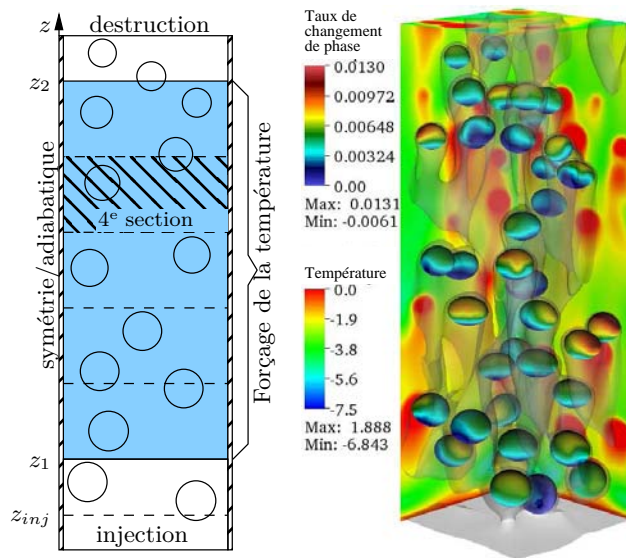 z
destruction
z2
symétrie/adiabatique
4e section
Forçage de la température
z1
zinj
injection
Taux de
changement
de phase
0.0130
0.00972
0.00648
0.00324
0.00
Max: 0.0131
Min: -0.0061
Température
0.0
-1.9
-3.8
-5.6
-7.5
Max: 1.888
Min: -6.843